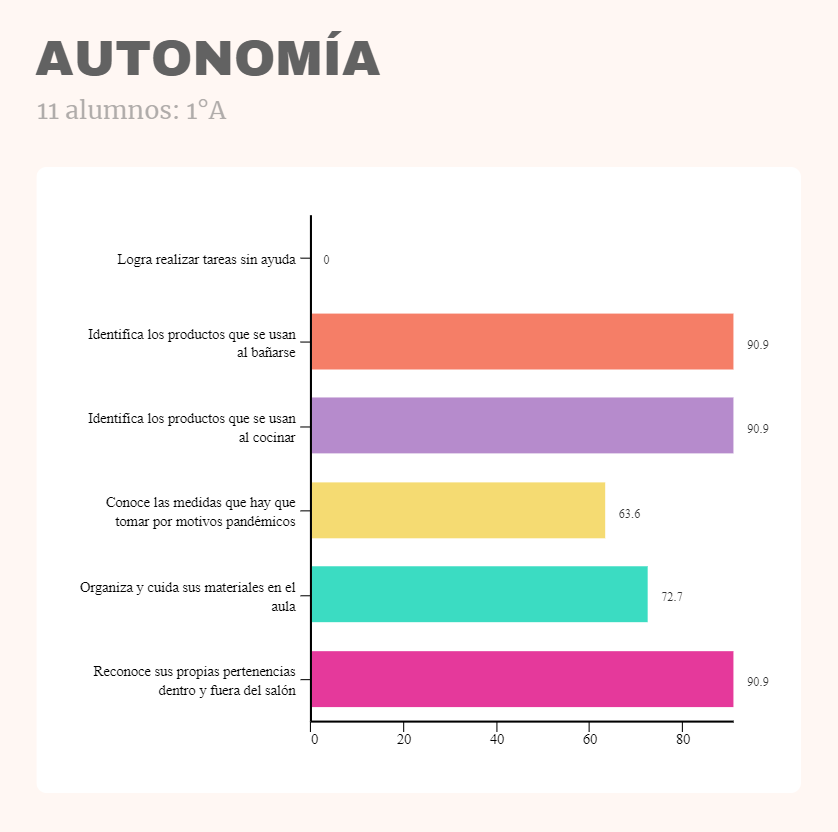 AUTONOMÍA
11 alumnos: 1°A
Logra realizar tareas sin ayuda
0
Identifica los productos que se usan
al bañarse
90.9
Identifica los productos que se usan
al cocinar
90.9
Conoce las medidas que hay que
tomar por motivos pandémicos
63.6
Organiza y cuida sus materiales en el
aula
72.7
Reconoce sus propias pertenencias
dentro y fuera del salón
90.9
0 20 40 60 80